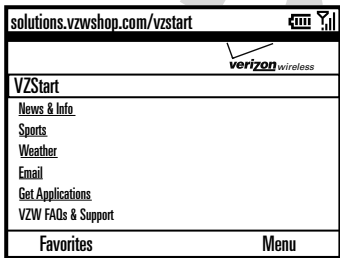 solutions.vzwshop.com/vzstart
verizon wireless
VZStart
News & Info
Sports
Weather
Email
Get Applications
VZW FAQs & Support
Favorites Menu